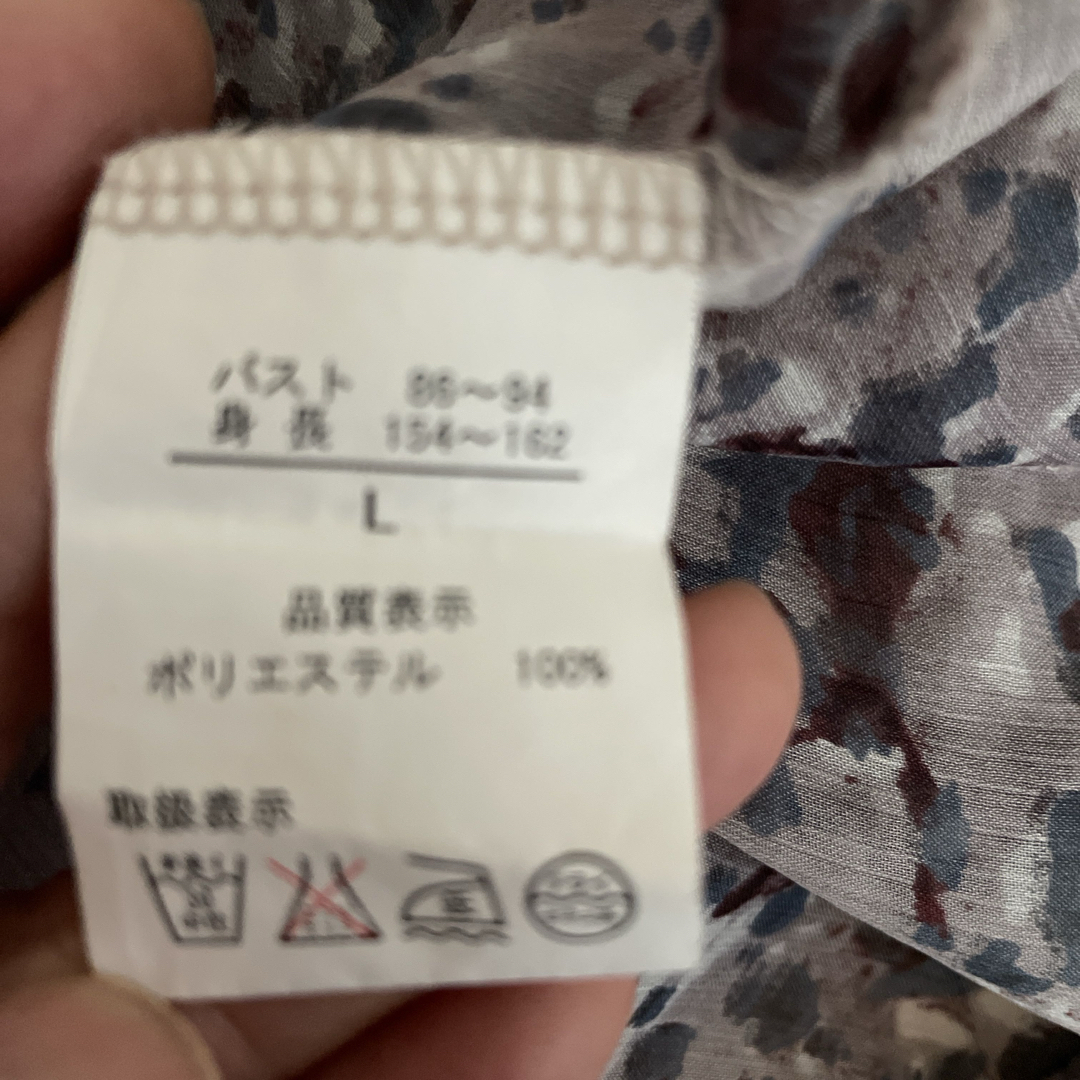 バスト 86～94
身長 154～162
L
品質表示
ポリエステル 100%
取扱表示